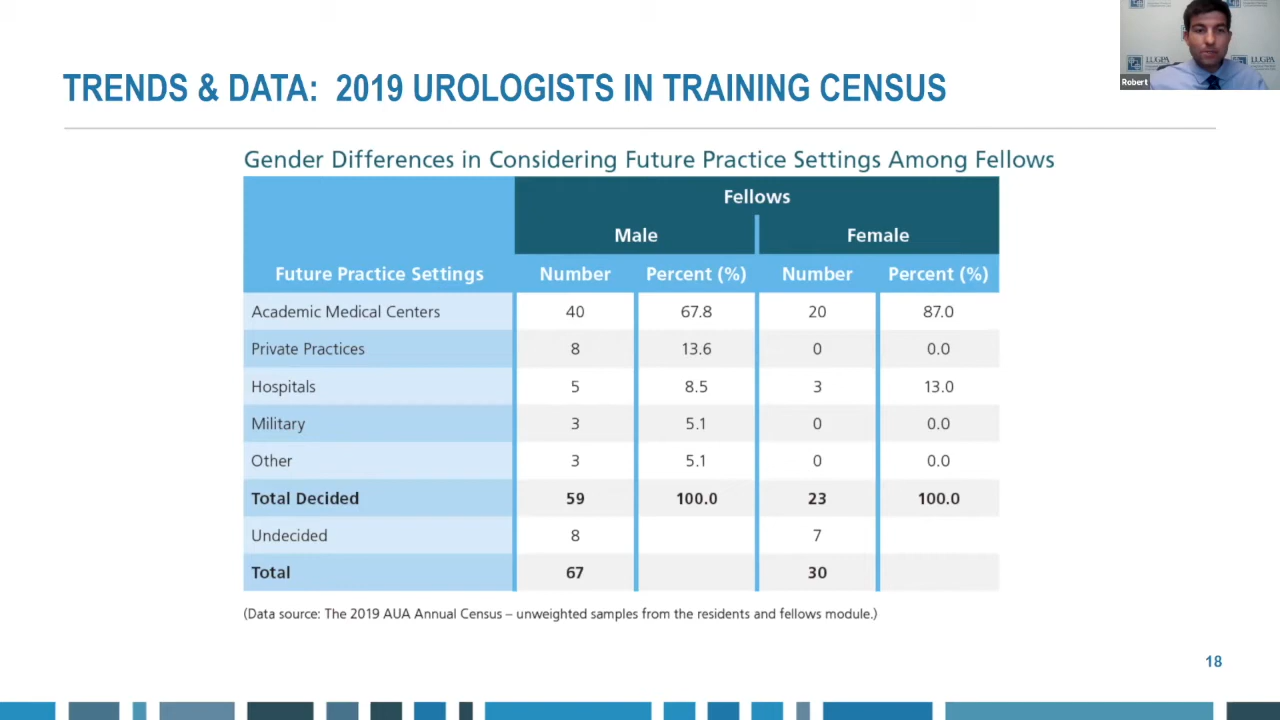 LUGPA
LUGPA
Robert
TRENDS & DATA: 2019 UROLOGISTS IN TRAINING CENSUS
Gender Differences in Considering Future Practice Settings Among Fellows
Fellows
Male Female
Future Practice Settings Number Percent (%) Number Percent (%)
Academic Medical Centers 40 67.8 20 87.0
Private Practices 8 13.6 0 0.0
Hospitals 5 8.5 3 13.0
Military 3 5.1 0 0.0
Other 3 5.1 0 0.0
Total Decided 59 100.0 23 100.0
Undecided 8 7
Total 67 30
(Data source: The 2019 AUA Annual Census – unweighted samples from the residents and fellows module.)
18